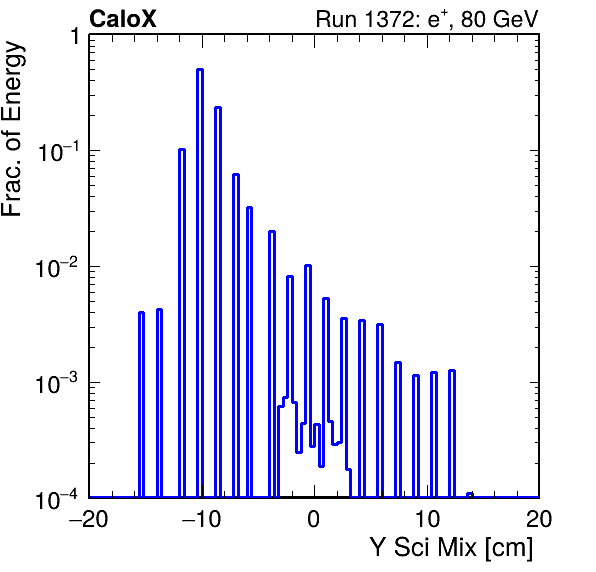 CaloX Run 1372: e⁺, 80 GeV
Frac. of Energy
1
10⁻¹
10⁻²
10⁻³
10⁻⁴
−20 −10 0 10 20
Y Sci Mix [cm]